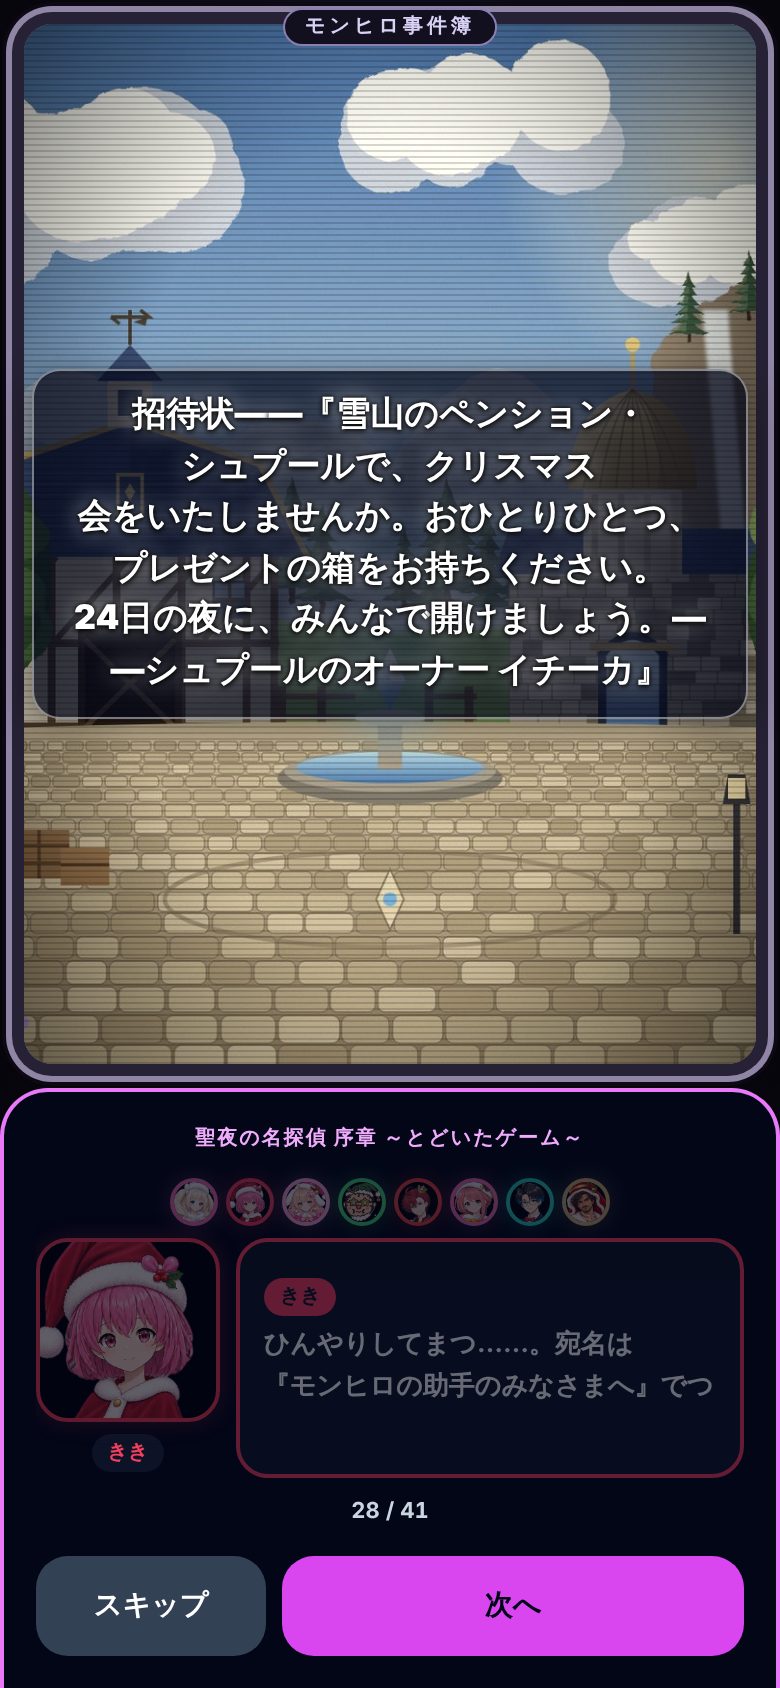 モンヒロ事件簿
招待状――『雪山のペンション・
シュプールで、クリスマス
会をいたしませんか。おひとりひとつ、
プレゼントの箱をお持ちください。
24日の夜に、みんなで開けましょう。―
―シュプールのオーナー イチーカ』
聖夜の名探偵 序章 ～とどいたゲーム～
きき
ひんやりしてまつ……。宛名は
『モンヒロの助手のみなさまへ』でつ
きき
28 / 41
スキップ
次へ